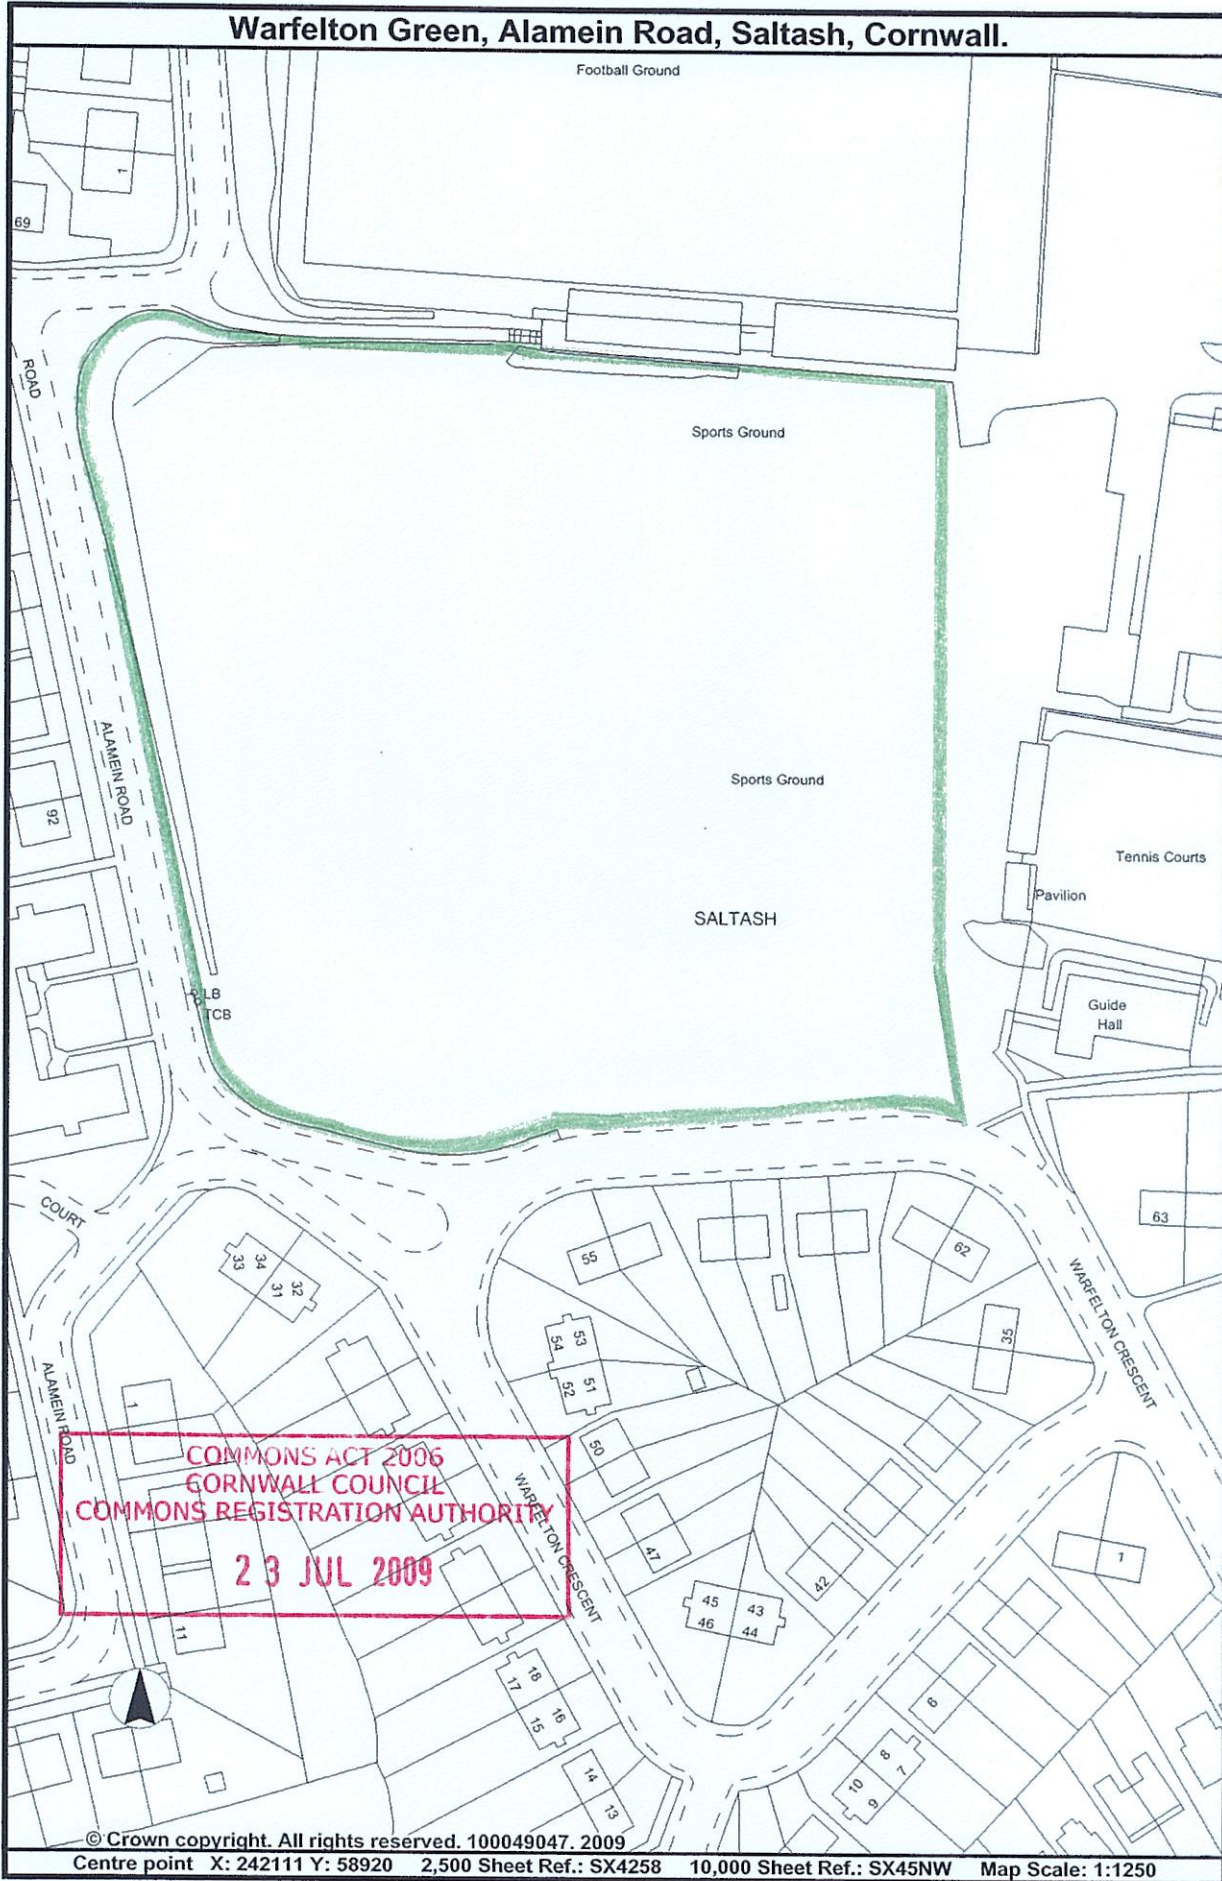 Warfelton Green, Alamein Road, Saltash, Cornwall.
Football Ground
1
69
ROAD
Sports Ground
ALAMEIN ROAD
Sports Ground
92
Tennis Courts
Pavilion
SALTASH
LB
TCB
Guide
Hall
COURT
63
55
62
34
33
32
31
WARFELTON CRESCENT
53
54
35
51
52
ALAMEIN ROAD
1
50
COMMONS ACT 2006
CORNWALL COUNCIL
COMMONS REGISTRATION AUTHORITY
23 JUL 2009
WARFELTON CRESCENT
47
1
42
45
43
46
44
11
18
17
16
15
6
8
7
10
9
14
13
© Crown copyright. All rights reserved. 100049047. 2009
Centre point X: 242111 Y: 58920 2,500 Sheet Ref.: SX4258 10,000 Sheet Ref.: SX45NW Map Scale: 1:1250